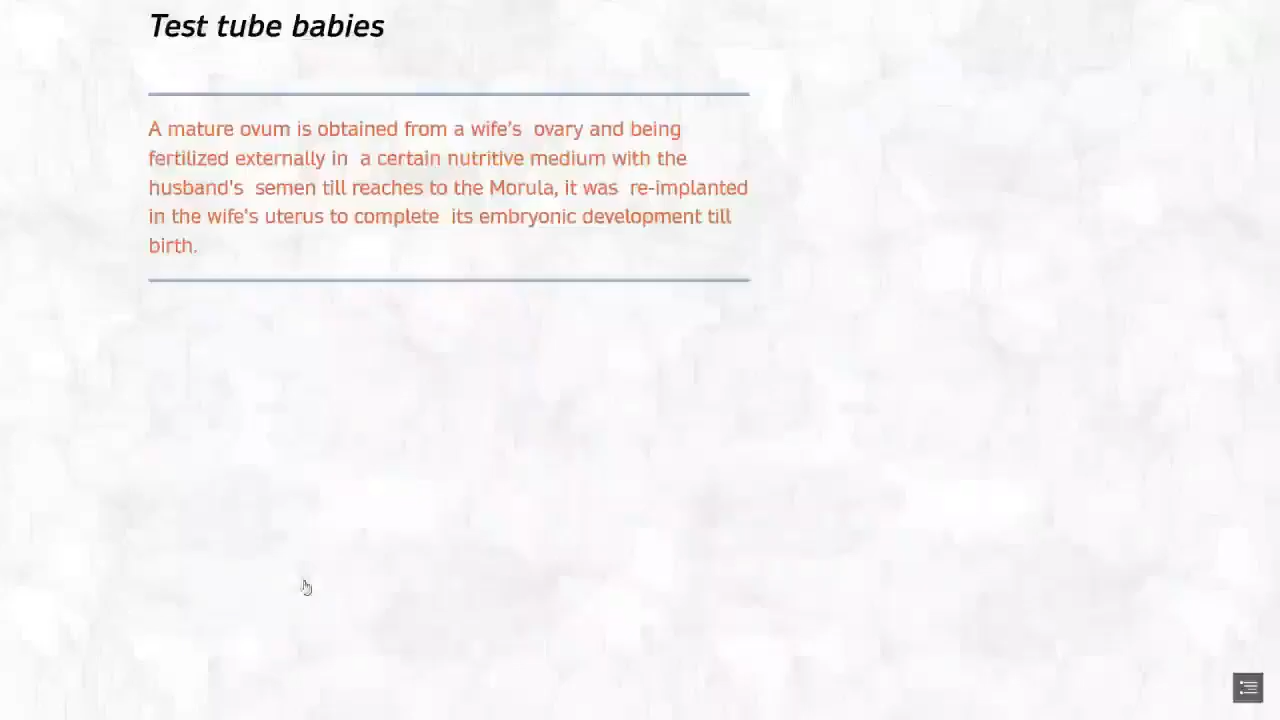 Test tube babies
A mature ovum is obtained from a wife's ovary and being
fertilized externally in a certain nutritive medium with the
husband's semen till reaches to the Morula, it was re-implanted
in the wife's uterus to complete its embryonic development till
birth.